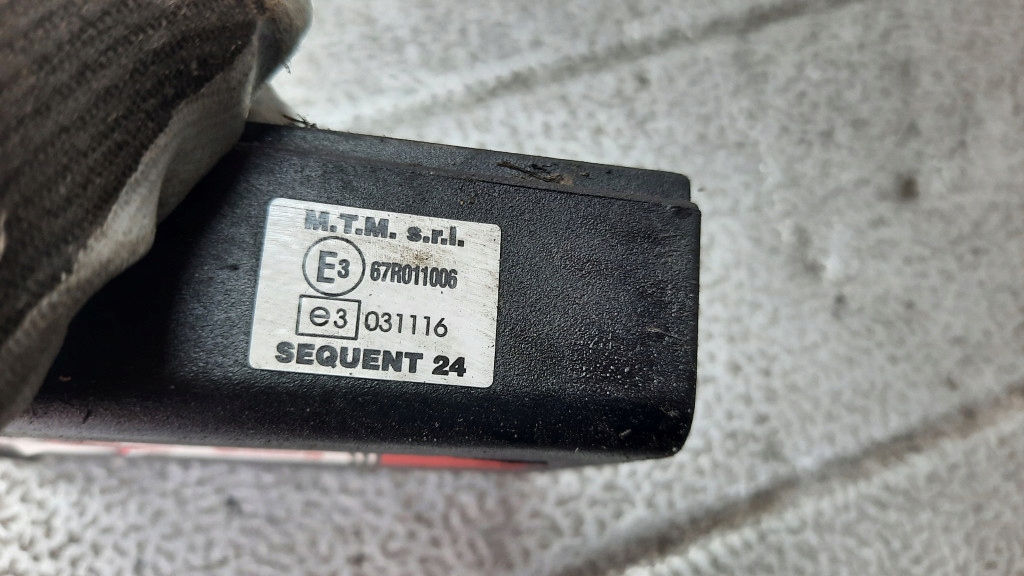 M.T.M. s.r.l.
E3 67R011006
e3 031116
SEQUENT 24